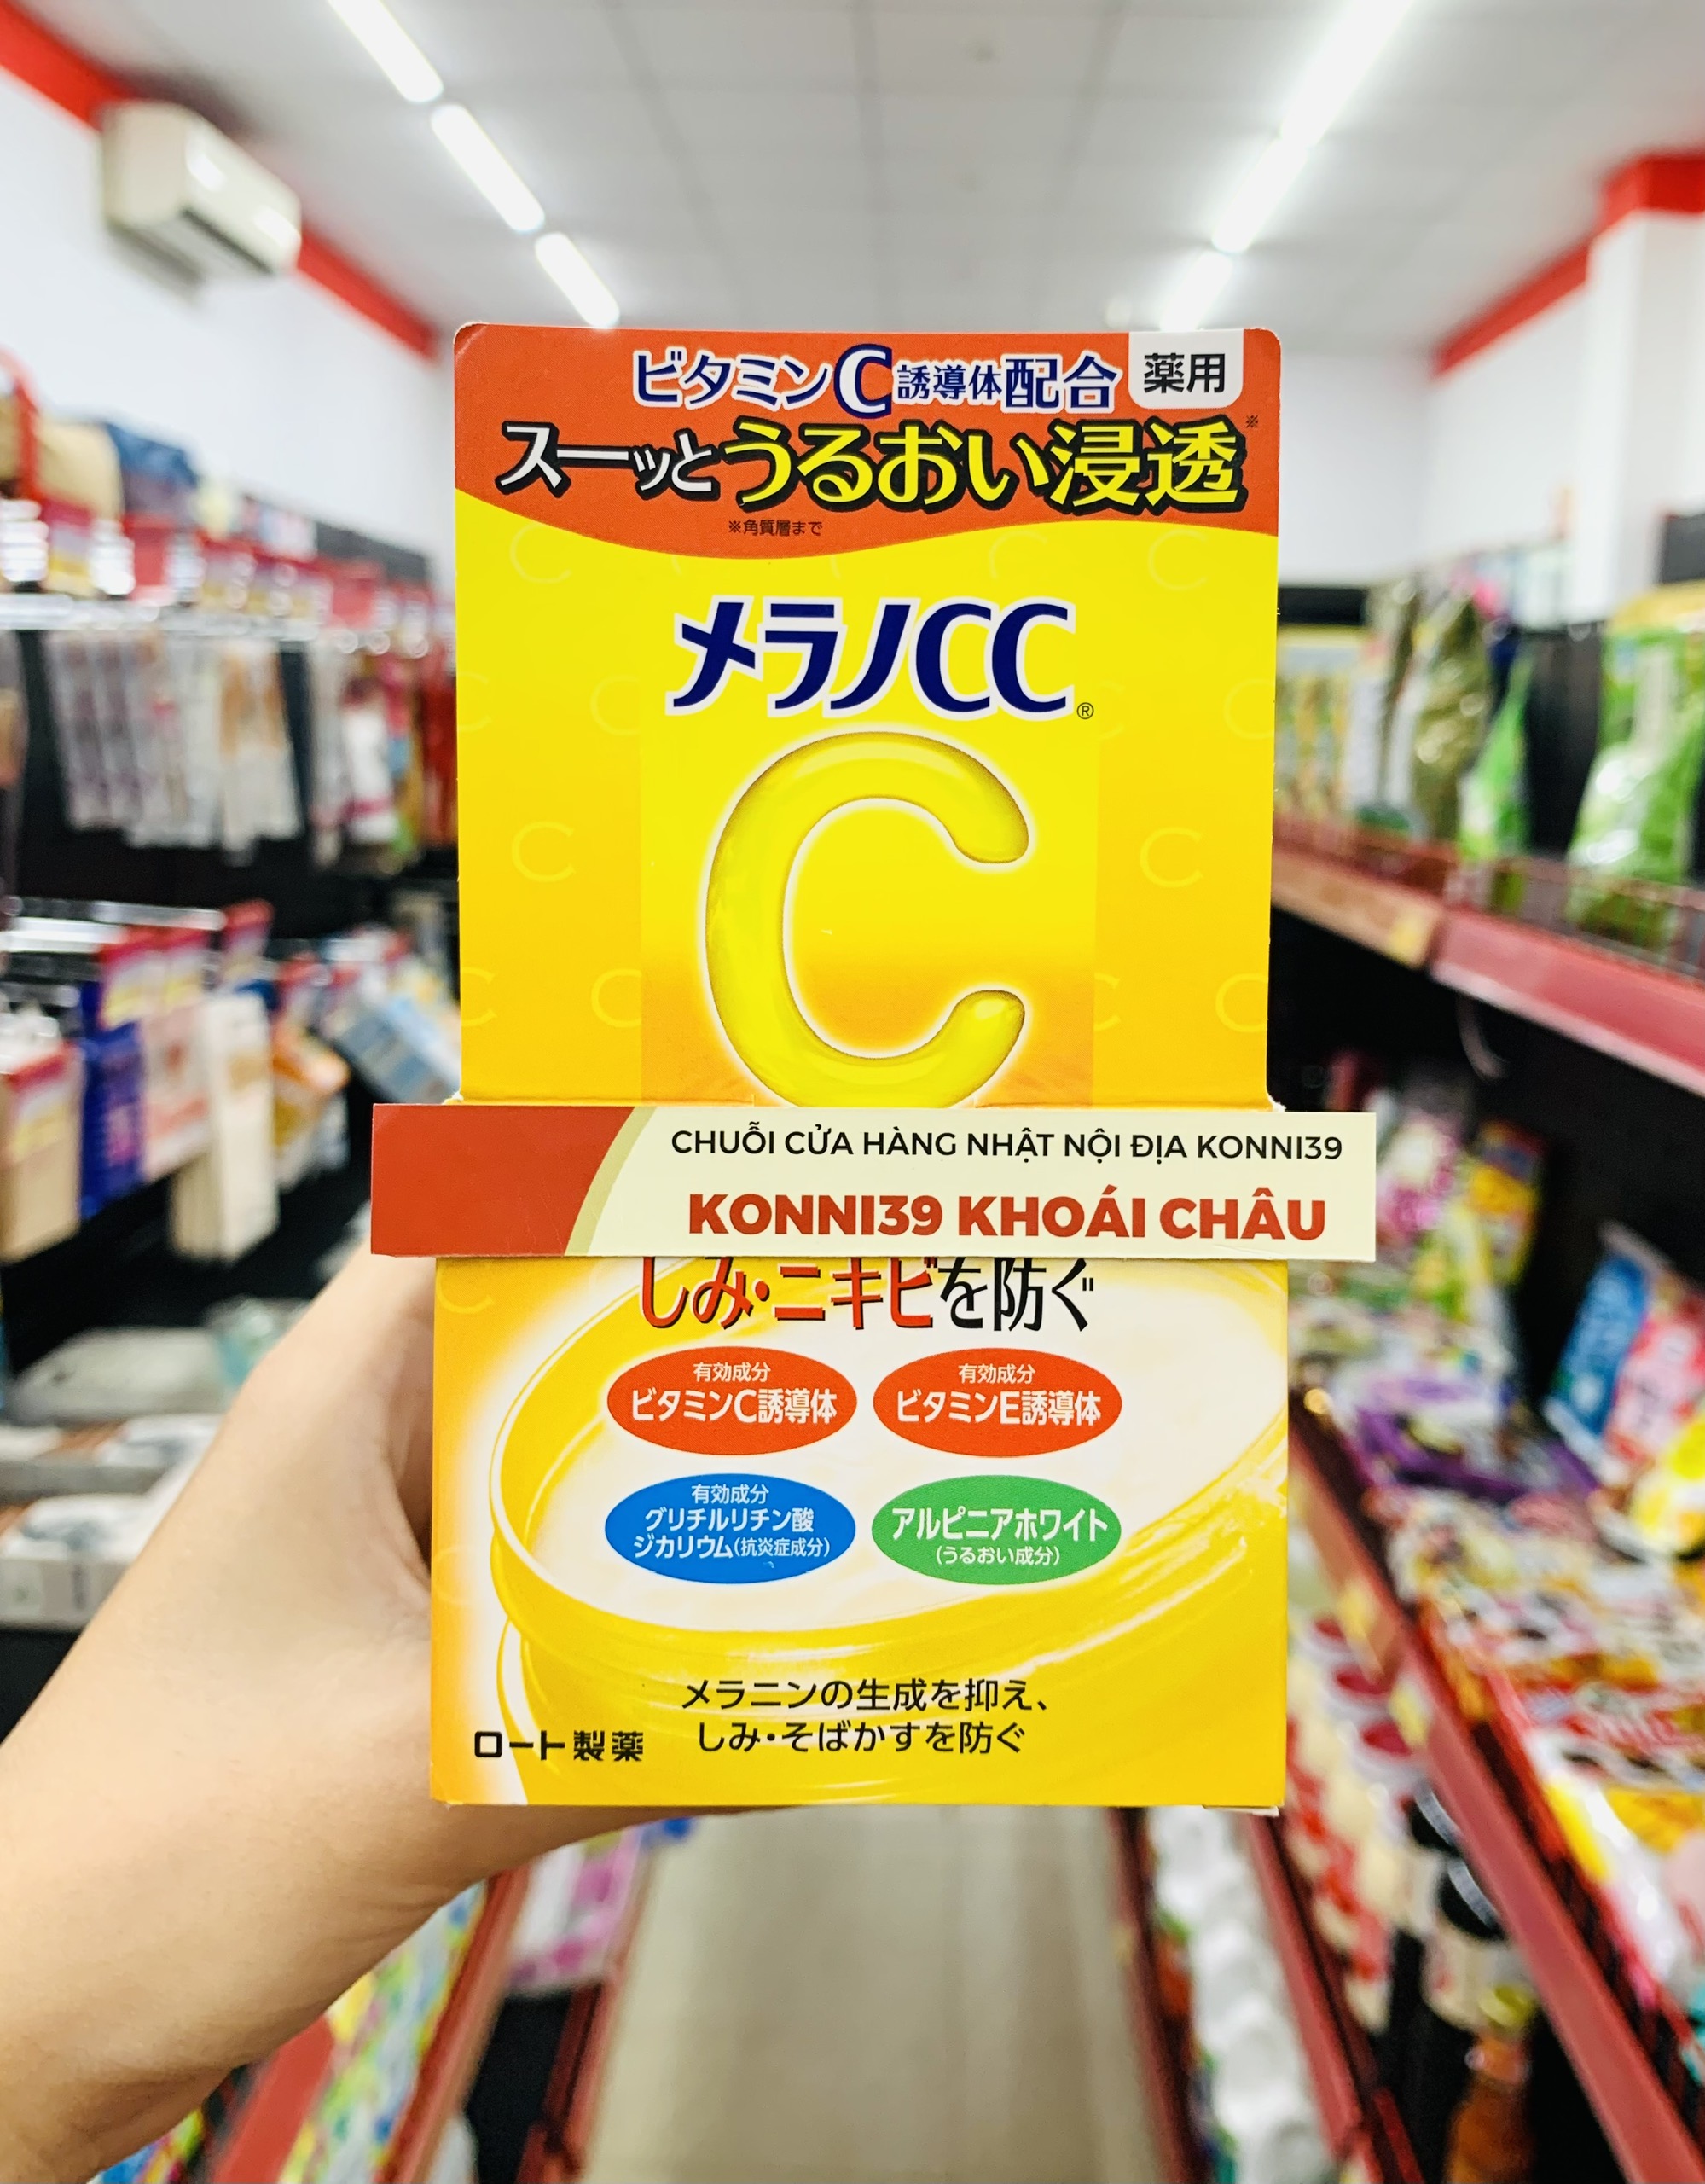 ビタミンC誘導体配合 薬用
スーッとうるおい浸透※
※角質層まで
メラノCC®
C
CHUỖI CỬA HÀNG NHẬT NỘI ĐỊA KONNI39
KONNI39 KHOÁI CHÂU
しみ・ニキビを防ぐ
有効成分
ビタミンC誘導体
有効成分
ビタミンE誘導体
有効成分
グリチルリチン酸
ジカリウム(抗炎症成分)
アルピニアホワイト
(うるおい成分)
メラニンの生成を抑え、
しみ・そばかすを防ぐ
ロート製薬